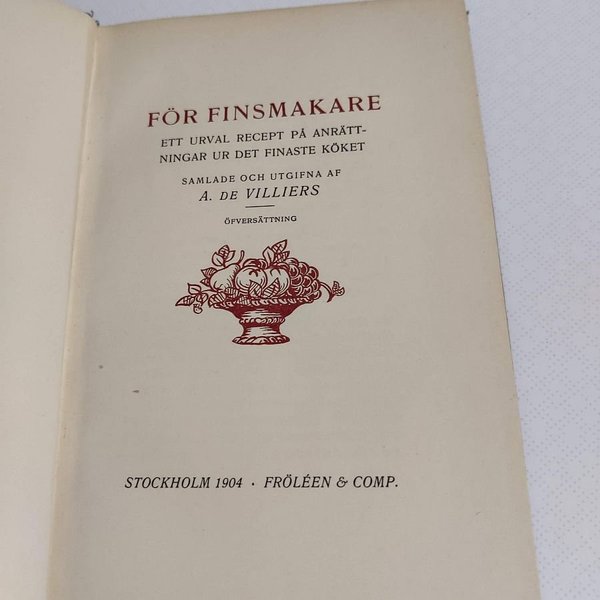 FÖR FINSMAKARE
ETT URVAL RECEPT PÅ ANRÄTT-
NINGAR UR DET FINASTE KÖKET
SAMLADE OCH UTGIFNA AF
A. DE VILLIERS
ÖFVERSÄTTNING
STOCKHOLM 1904 · FRÖLÉEN & COMP.